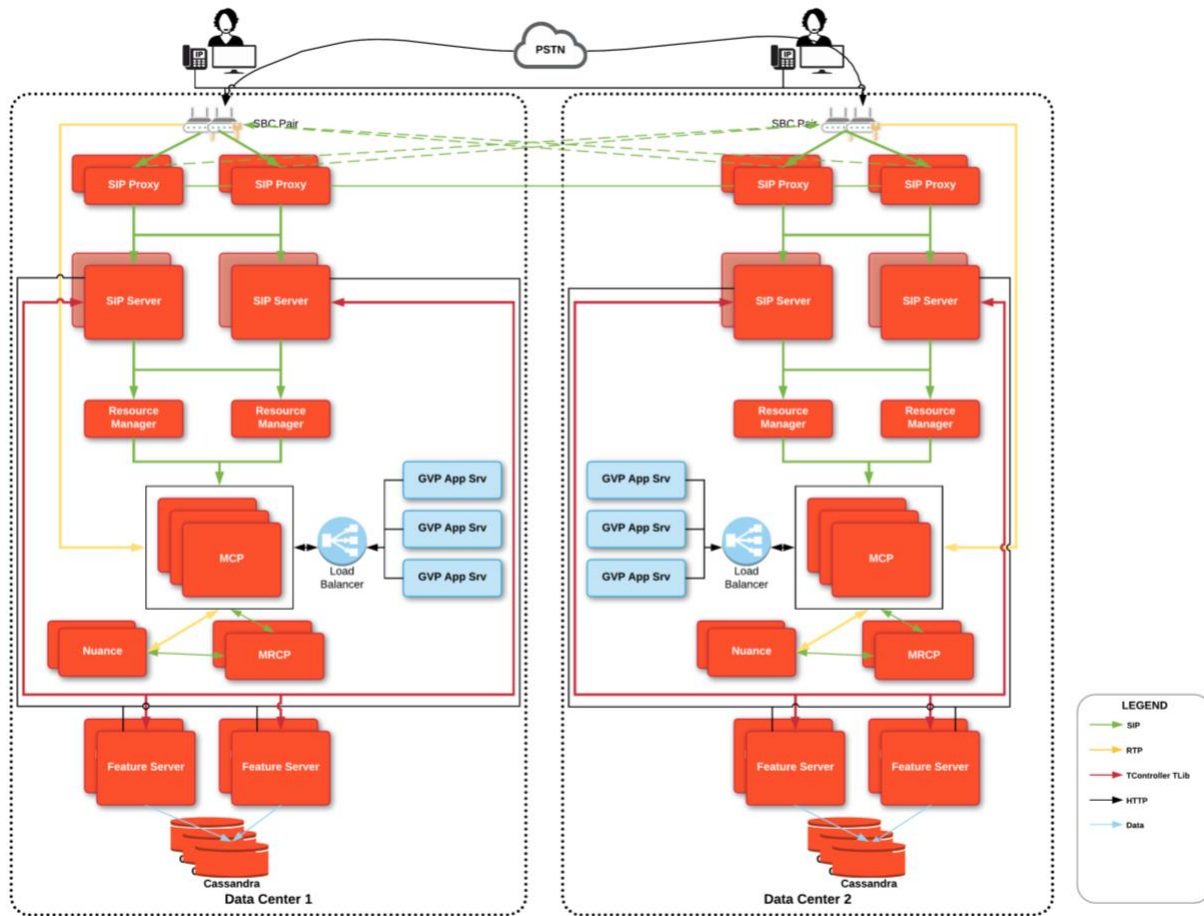 PSTN
IP
IP
SBC Pair
SBC Pair
SIP Proxy
SIP Proxy
SIP Proxy
SIP Proxy
SIP Server
SIP Server
SIP Server
SIP Server
Resource
Manager
Resource
Manager
Resource
Manager
Resource
Manager
GVP App Srv
GVP App Srv
GVP App Srv
MCP
Load
Balancer
GVP App Srv
GVP App Srv
GVP App Srv
Load
Balancer
MCP
Nuance
MRCP
Nuance
MRCP
Feature Server
Feature Server
Feature Server
Feature Server
Cassandra
Cassandra
Data Center 1
Data Center 2
LEGEND
SIP
RTP
TController TLib
HTTP
Data